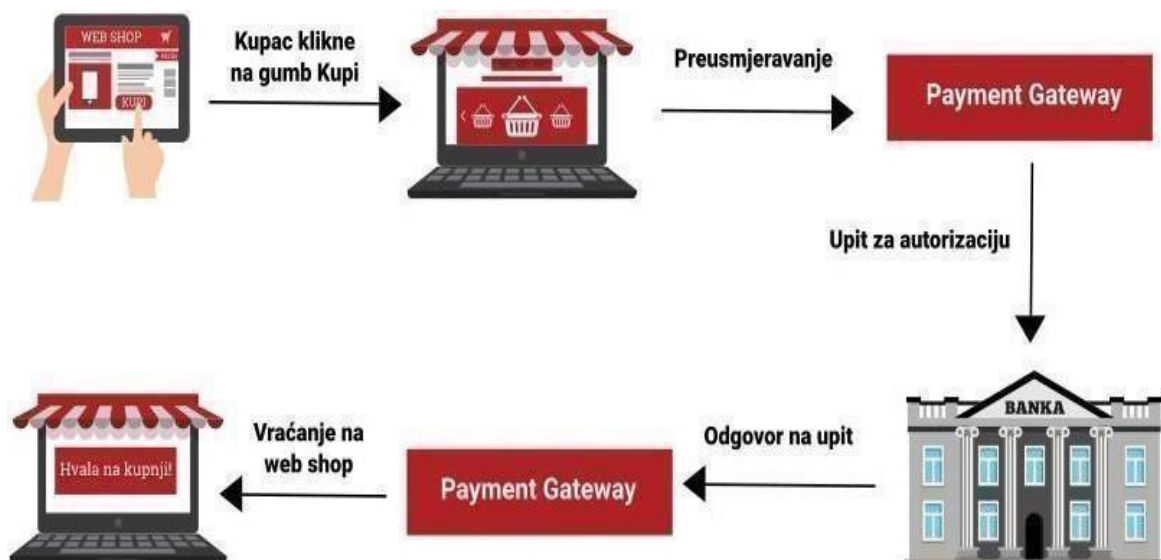 WEB SHOP
KUPI
Kupac klikne
na gumb Kupi
Preusmjeravanje
Payment Gateway
Upit za autorizaciju
BANKA
Odgovor na upit
Payment Gateway
Vraćanje na
web shop
Hvala na kupnji!